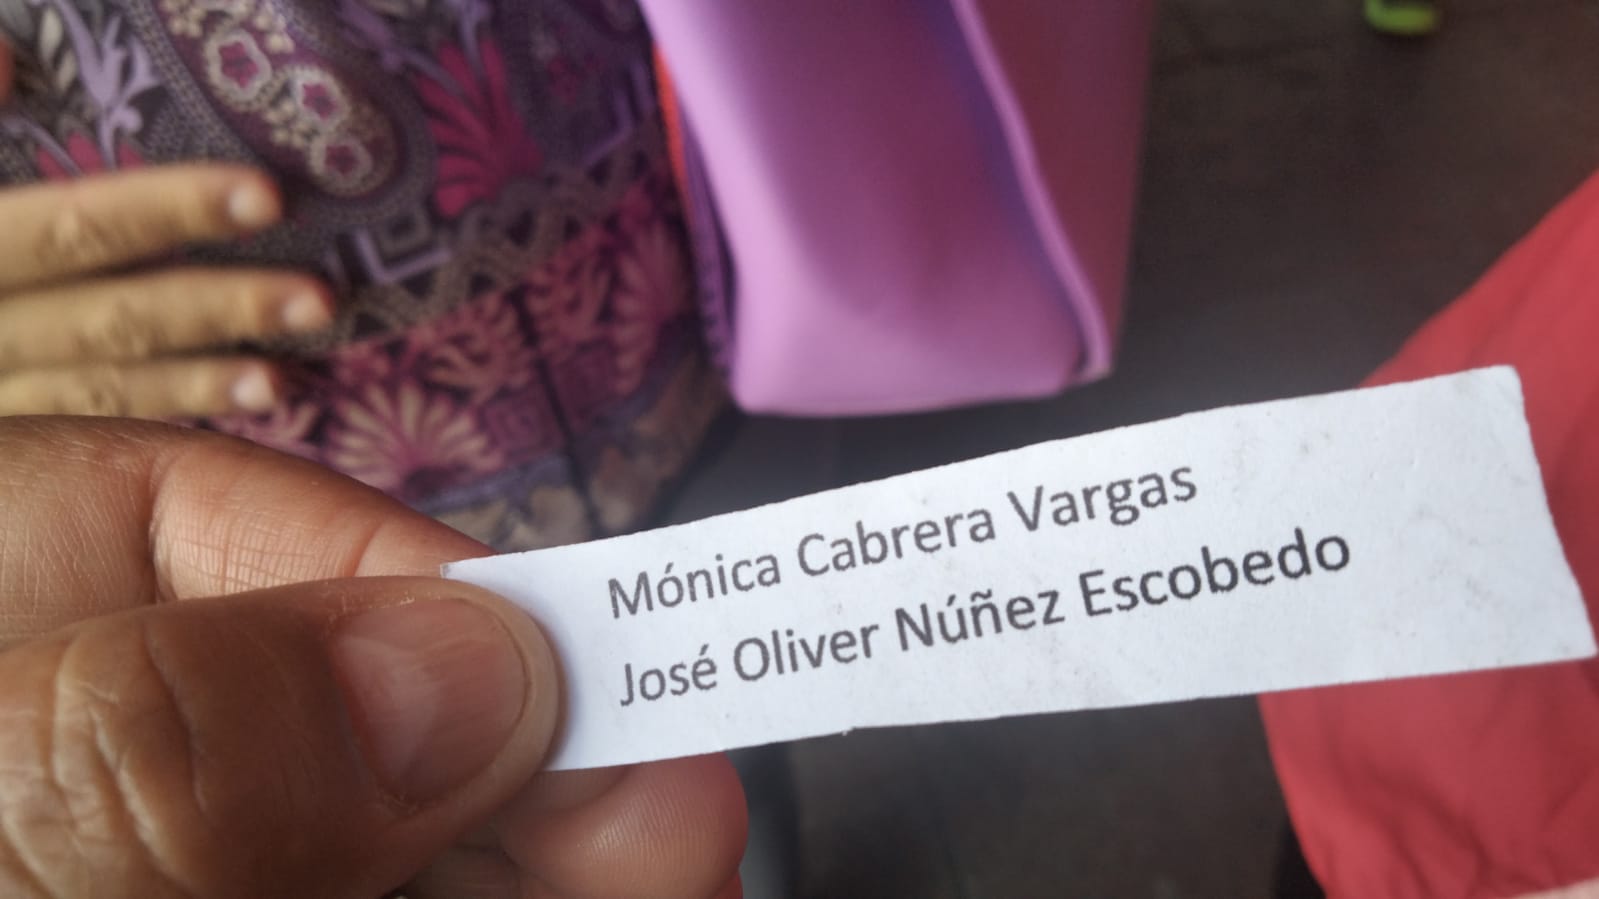 Mónica Cabrera Vargas
José Oliver Núñez Escobedo